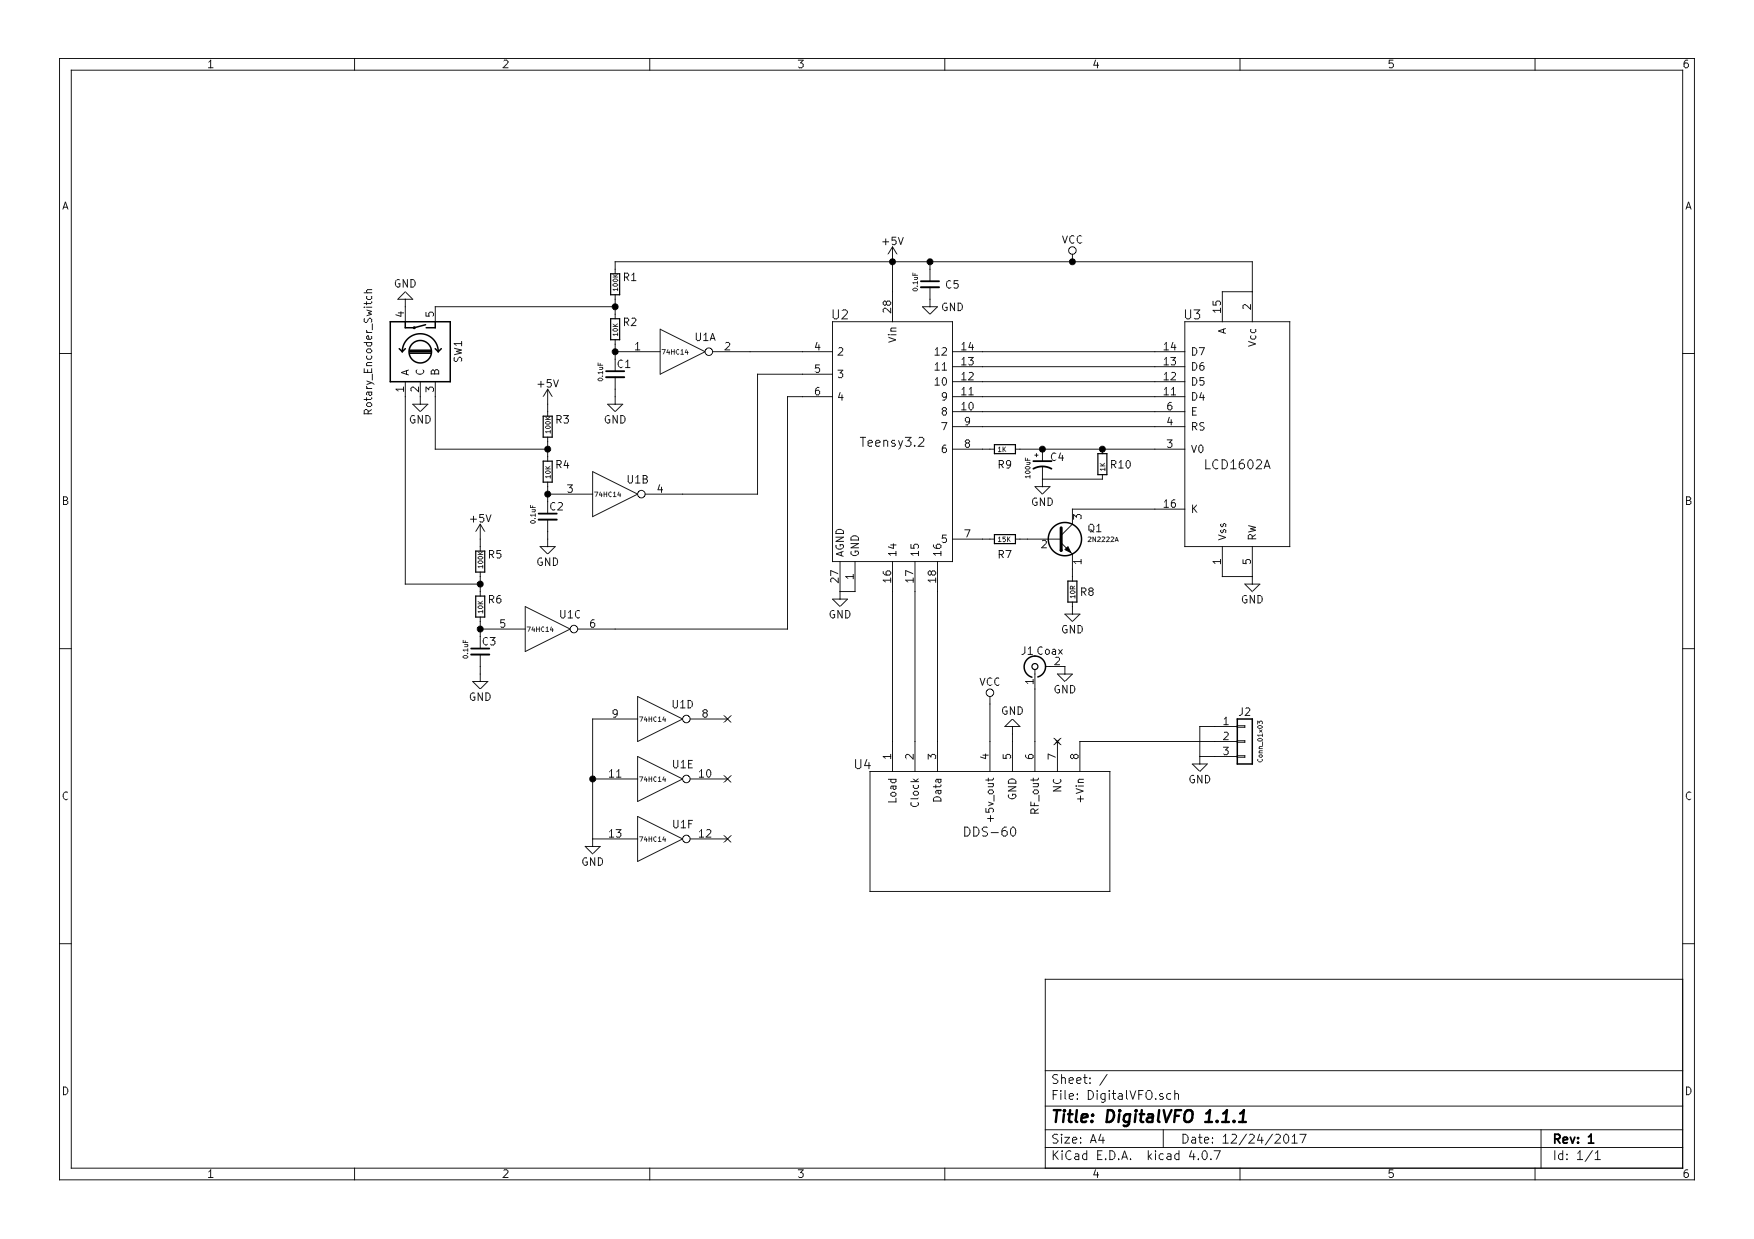 1 2 3 4 5 6
A
B
C
D
A
B
C
D
+5V
VCC
GND
Rotary_Encoder_Switch
4 5
SW1
A C B
1 2 3
GND
R1
100K
R2
10K
1
U1A
74HC14
2
C1
0.1uF
GND
+5V
R3
100K
R4
10K
3
U1B
74HC14
4
C2
0.1uF
GND
+5V
R5
100K
R6
10K
5
U1C
74HC14
6
C3
0.1uF
GND
C5
0.1uF
GND
U2
28
Vin
4 2
5 3
6 4
12 14
11 13
10 12
9 11
8 10
7 9
6 8
5 7
Teensy3.2
AGND
GND
14
15
16
27
1
16
17
18
GND
R9
1K
C4
100uF
+
R10
1K
GND
R7
15K
Q1
2N2222A
2
3
1
R8
10R
GND
U3
15
2
A
Vcc
14 D7
13 D6
12 D5
11 D4
6 E
4 RS
3 V0
LCD1602A
16 K
Vss
RW
1
5
GND
J1 Coax
2
1
GND
VCC
GND
U4
1
2
3
4
5
6
7
8
Load
Clock
Data
+5v_out
GND
RF_out
NC
+Vin
DDS-60
J2
1
2
3
Conn_01x03
GND
9
U1D
74HC14
8
11
U1E
74HC14
10
13
U1F
74HC14
12
GND
Sheet: /
File: DigitalVFO.sch
Title: DigitalVFO 1.1.1
Size: A4 Date: 12/24/2017 Rev: 1
KiCad E.D.A. kicad 4.0.7 Id: 1/1
1 2 3 4 5 6